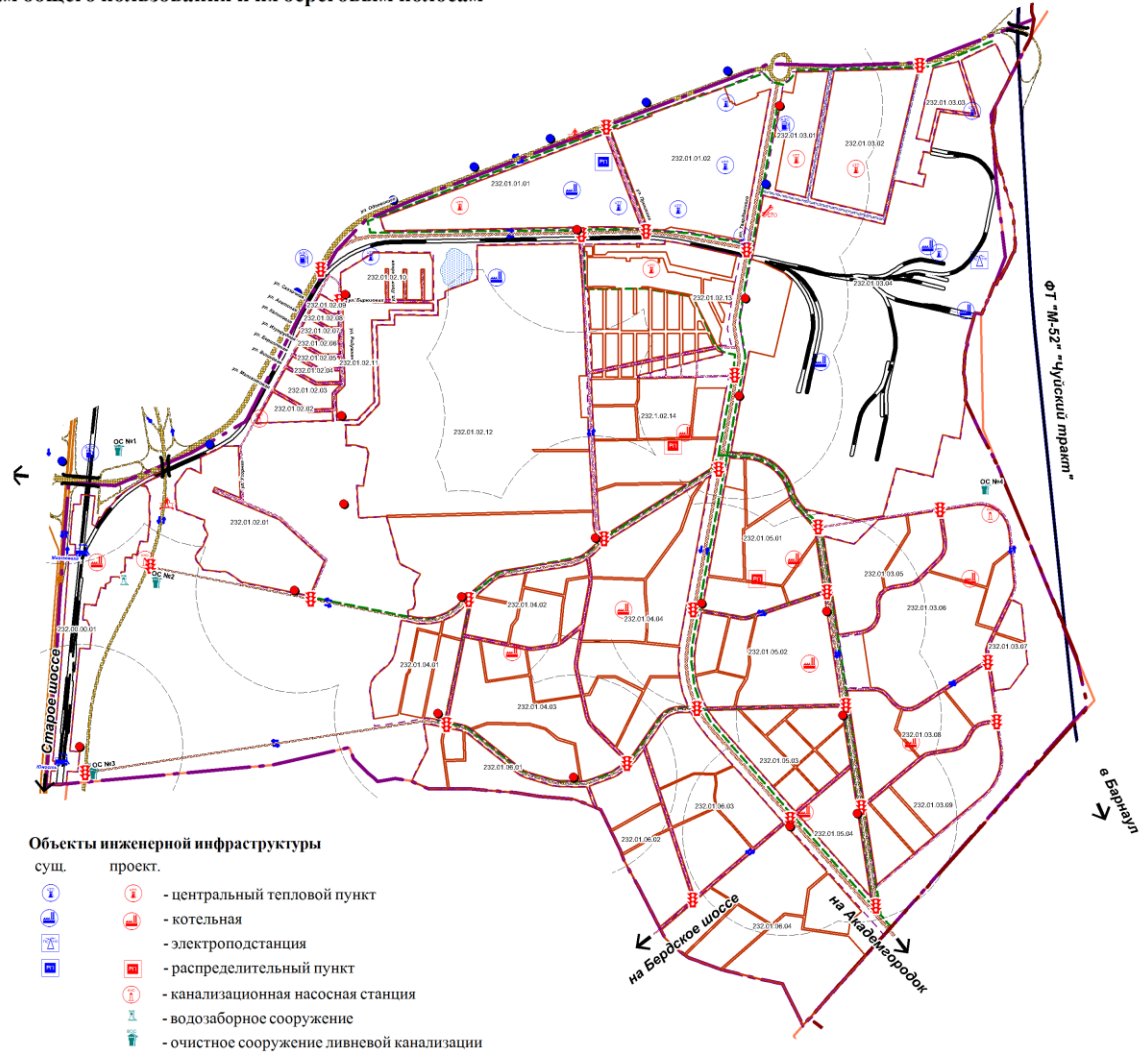 м общего пользования и их береговым полосам
232.01.03.03
232.01.03.01
232.01.03.02
232.01.01.02
232.01.01.01
232.01.02.10
232.01.02.13
232.01.03.04
ФТ "М-52" "Чуйский тракт"
232.01.02.09
232.01.02.08
232.01.02.07
232.01.02.06
232.01.02.05
232.01.02.04
232.01.02.03
232.01.02.02
232.01.02.11
232.1.02.14
232.01.02.12
ОС №1
ОС №4
232.01.02.01
232.01.05.01
ОС №2
232.01.03.05
232.01.03.06
232.01.04.02
232.01.04.04
232.00.00.01
232.01.03.07
232.01.05.02
232.01.04.01
232.01.04.03
232.01.03.08
Старое шоссе
232.01.05.03
ОС №3
232.01.06.01
232.01.06.03
232.01.03.09
в Барнаул
232.01.05.04
232.01.06.02
на Бердское шоссе
на Академгородок
232.01.06.04
Объекты инженерной инфраструктуры
сущ. проект.
- центральный тепловой пункт
- котельная
- электроподстанция
- распределительный пункт
- канализационная насосная станция
- водозаборное сооружение
- очистное сооружение ливневой канализации